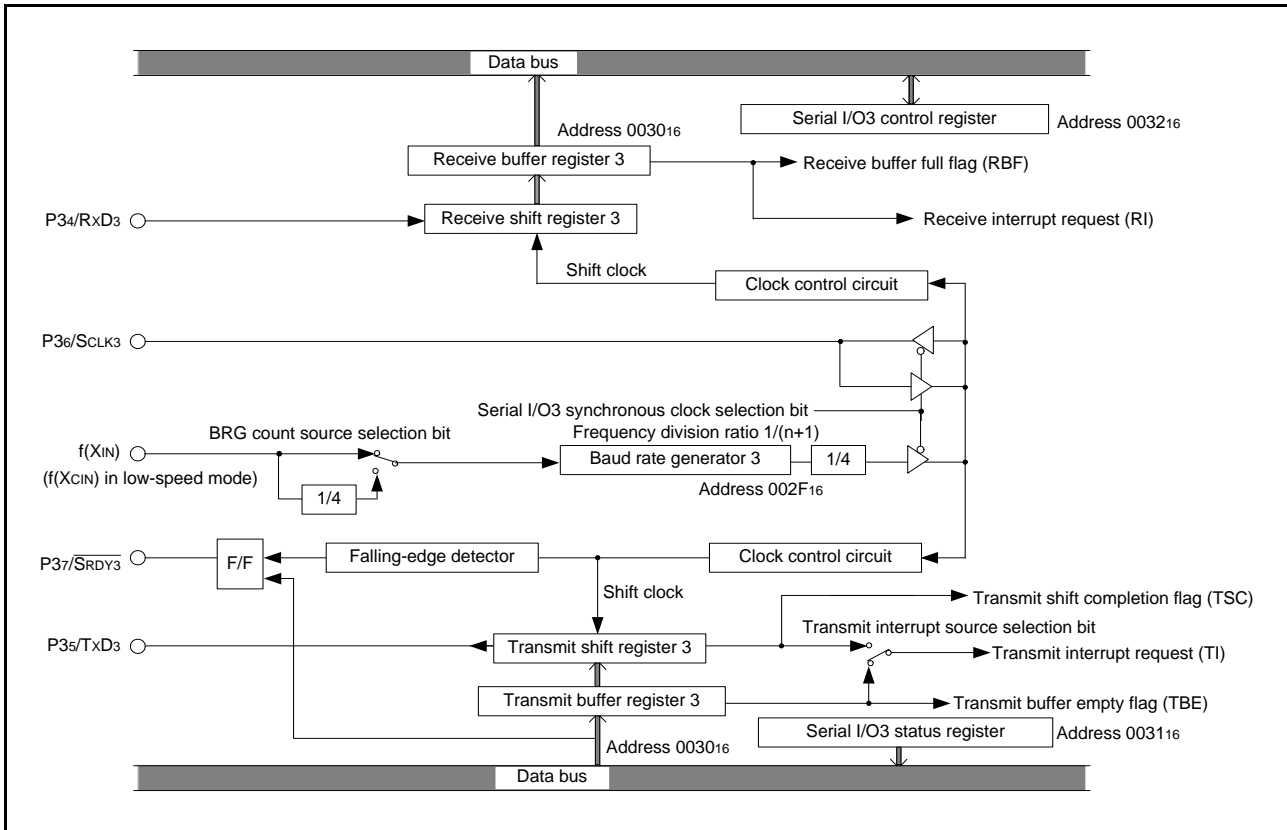 Data bus
Serial I/O3 control register
Address 0032₁₆
Address 0030₁₆
Receive buffer register 3
Receive buffer full flag (RBF)
P3₄/RxD₃
Receive shift register 3
Receive interrupt request (RI)
Shift clock
Clock control circuit
P3₆/SCLK3
Serial I/O3 synchronous clock selection bit
BRG count source selection bit
Frequency division ratio 1/(n+1)
f(XIN)
Baud rate generator 3
1/4
(f(XCIN) in low-speed mode)
1/4
Address 002F₁₆
P3₇/SRDY3
F/F
Falling-edge detector
Clock control circuit
Shift clock
Transmit shift completion flag (TSC)
Transmit interrupt source selection bit
P3₅/TxD₃
Transmit shift register 3
Transmit interrupt request (TI)
Transmit buffer register 3
Transmit buffer empty flag (TBE)
Serial I/O3 status register
Address 0031₁₆
Address 0030₁₆
Data bus